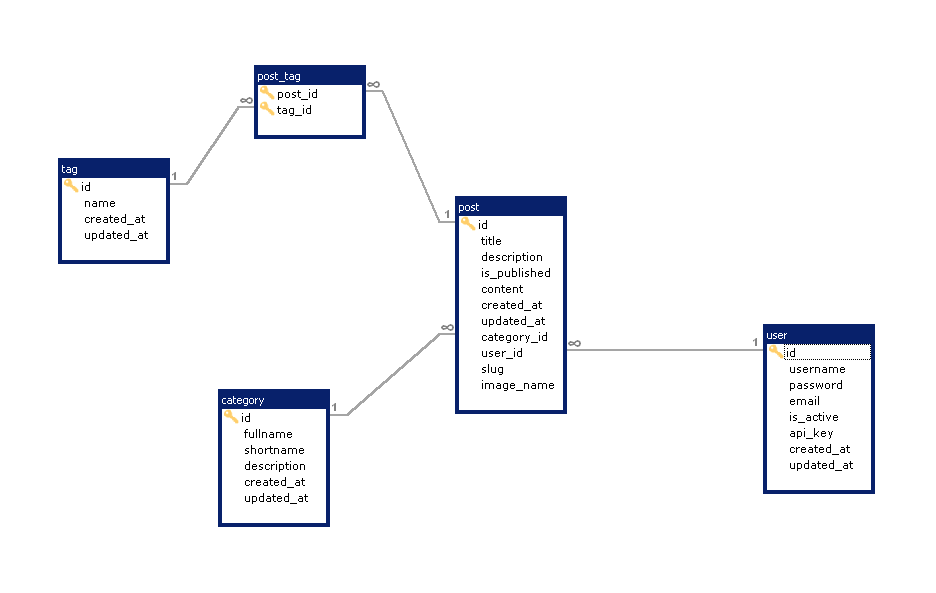 post_tag
post_id
tag_id
∞
∞
tag
id
name
created_at
updated_at
1
post
id
title
description
is_published
content
created_at
updated_at
category_id
user_id
slug
image_name
1
∞
∞
1
user
id
username
password
email
is_active
api_key
created_at
updated_at
category
id
fullname
shortname
description
created_at
updated_at
1